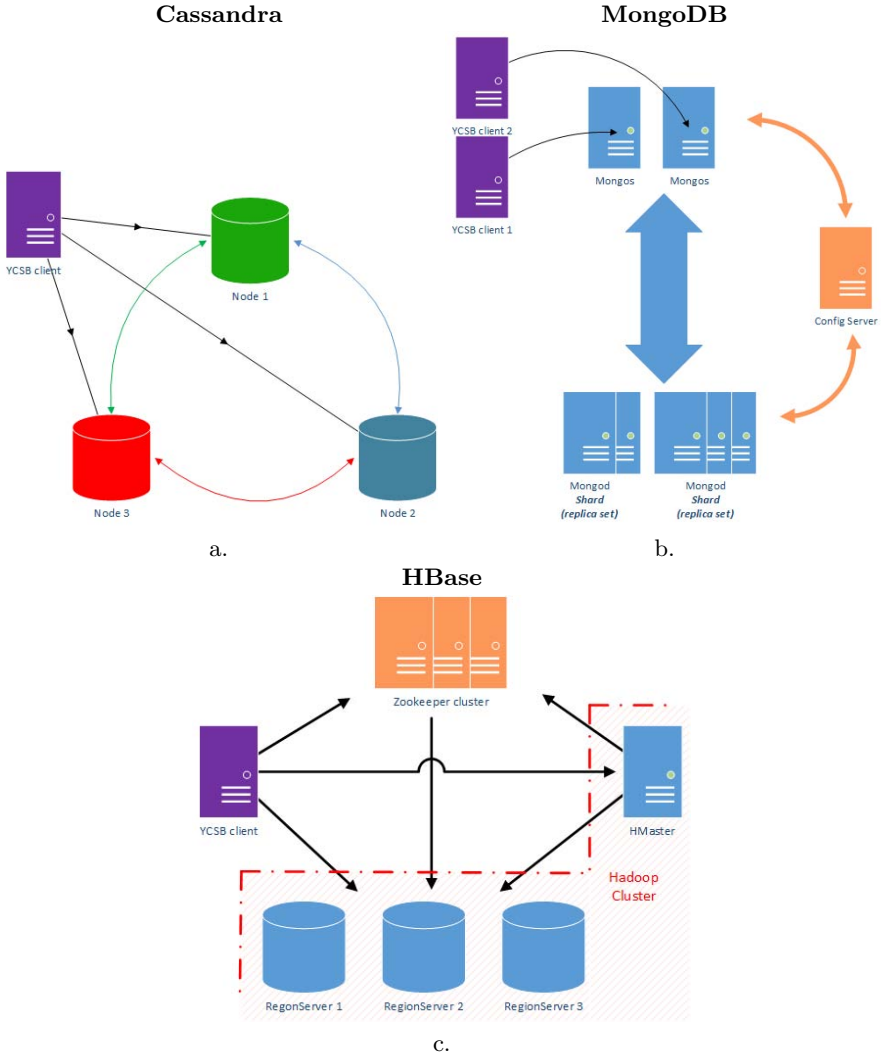 Cassandra
YCSB client
Node 1
Node 3
Node 2
a.
MongoDB
YCSB client 2
YCSB client 1
Mongos
Mongos
Config Server
Mongod
Shard
(replica set)
Mongod
Shard
(replica set)
b.
HBase
Zookeeper cluster
YCSB client
HMaster
Hadoop
Cluster
RegonServer 1
RegionServer 2
RegionServer 3
c.